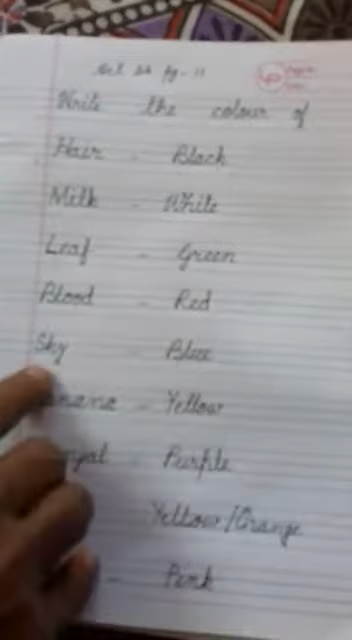 Write the colour of
Hair - Black
Milk - White
Leaf - Green
Blood - Red
Sky - Blue
- Yellow
- Purple
Yellow/Orange
- Pink